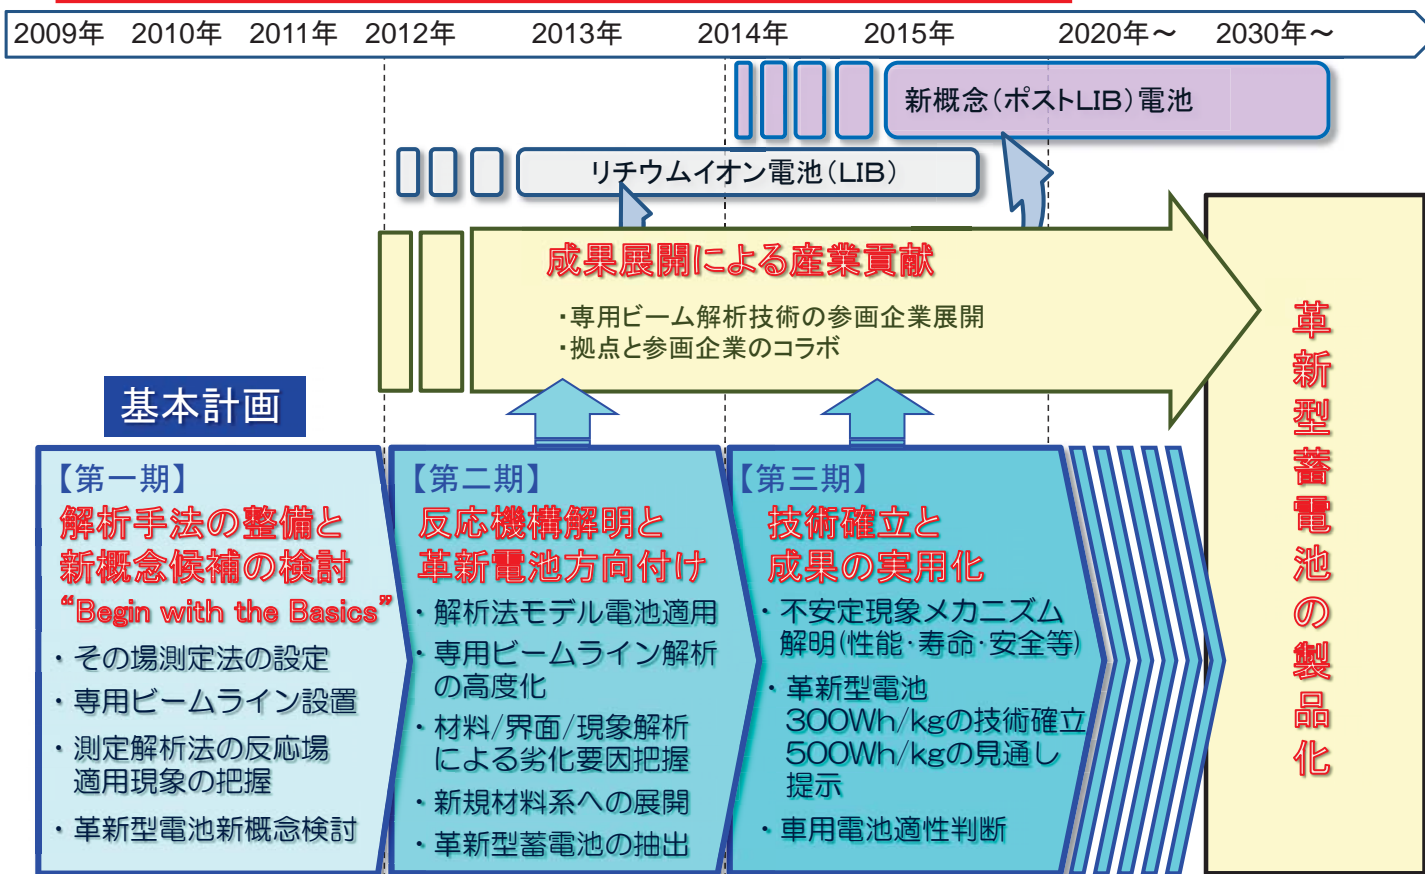 2009年 2010年 2011年 2012年 2013年 2014年 2015年 2020年～ 2030年～
新概念(ポストLIB)電池
リチウムイオン電池(LIB)
成果展開による産業貢献
・専用ビーム解析技術の参画企業展開
・拠点と参画企業のコラボ
革新型蓄電池の製品化
基本計画
【第一期】
解析手法の整備と
新概念候補の検討
“Begin with the Basics”
・その場測定法の設定
・専用ビームライン設置
・測定解析法の反応場
適用現象の把握
・革新型電池新概念検討
【第二期】
反応機構解明と
革新電池方向付け
・解析法モデル電池適用
・専用ビームライン解析
の高度化
・材料/界面/現象解析
による劣化要因把握
・新規材料系への展開
・革新型蓄電池の抽出
【第三期】
技術確立と
成果の実用化
・不安定現象メカニズム
解明(性能・寿命・安全等)
・革新型電池
300Wh/kgの技術確立
500Wh/kgの見通し
提示
・車用電池適性判断